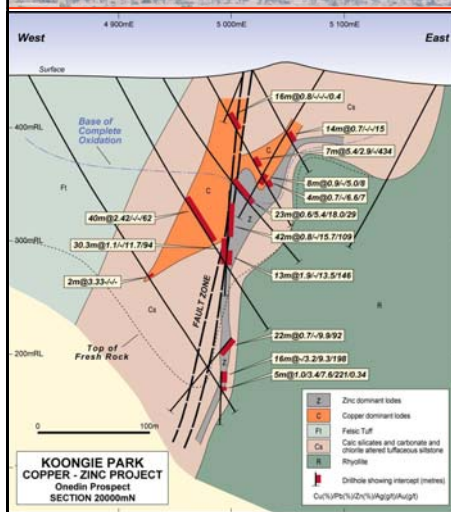 4 900mE
5 000mE
5 100mE
West
East
Surface
16m@0.8/-/-/-/0.4
Cs
400mRL
14m@0.7/-/-/15
Base of
Complete
Oxidation
7m@5.4/2.9/-/434
C
C
Ft
8m@0.9/-/5.0/8
4m@0.7/-/6.6/7
Z
23m@0.6/5.4/18.0/29
40m@2.42/-/-/62
42m@0.8/-/15.7/109
30.3m@1.1/-/11.7/94
300mRL
13m@1.9/-/13.5/146
2m@3.33-/-/-
Cs
FAULT ZONE
R
22m@0.7/-/9.9/92
Top of
Fresh Rock
200mRL
16m@-/3.2/9.3/198
Z
5m@1.0/3.4/7.6/221/0.34
100m
Z Zinc dominant lodes
C Copper dominant lodes
Ft Felsic Tuff
Cs Calc silicates and carbonate and
chlorite altered tuffaceous siltstone
R Rhyolite
Drillhole showing intercept (metres)
Cu(%)/Pb(%)/Zn(%)/Ag(g/t)/Au(g/t)
KOONGIE PARK
COPPER - ZINC PROJECT
Onedin Prospect
SECTION 20000mN